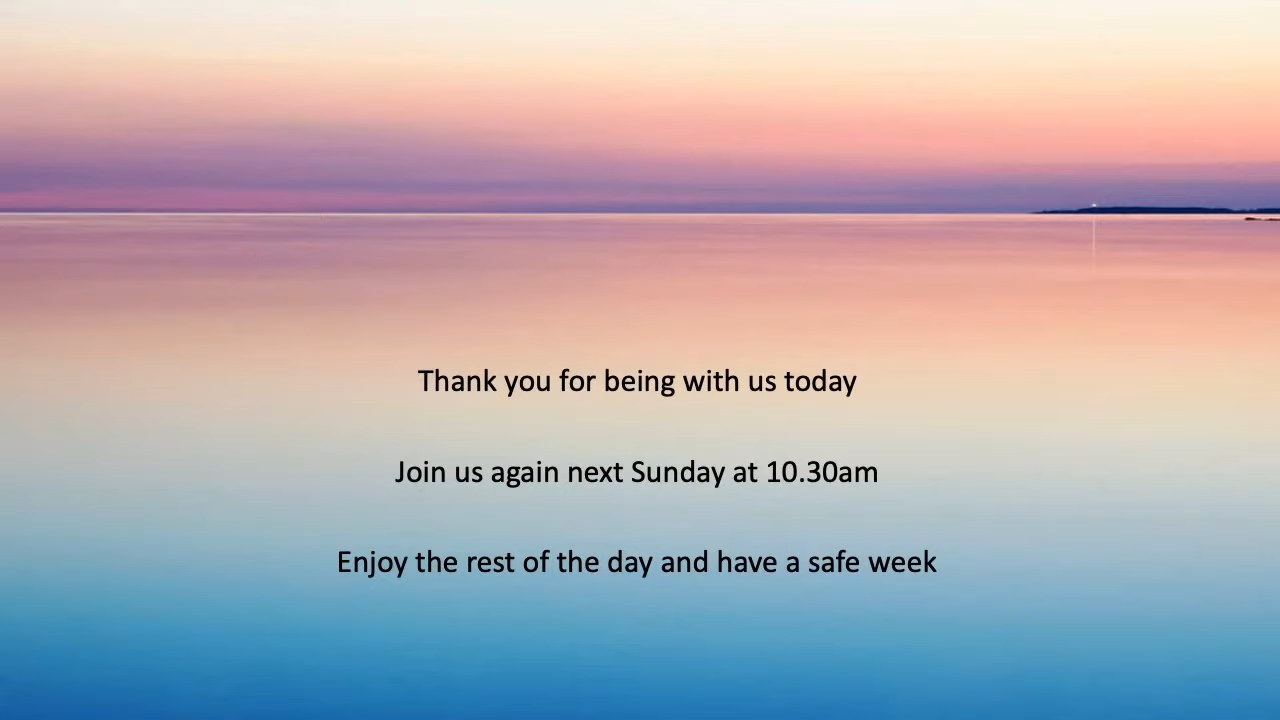 Thank you for being with us today
Join us again next Sunday at 10.30am
Enjoy the rest of the day and have a safe week